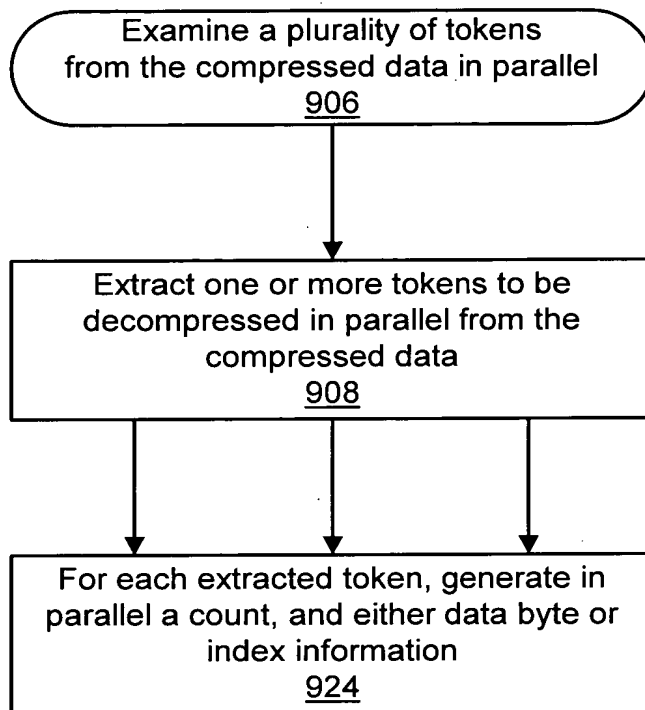 Examine a plurality of tokens
from the compressed data in parallel
906
Extract one or more tokens to be
decompressed in parallel from the
compressed data
908
For each extracted token, generate in
parallel a count, and either data byte or
index information
924